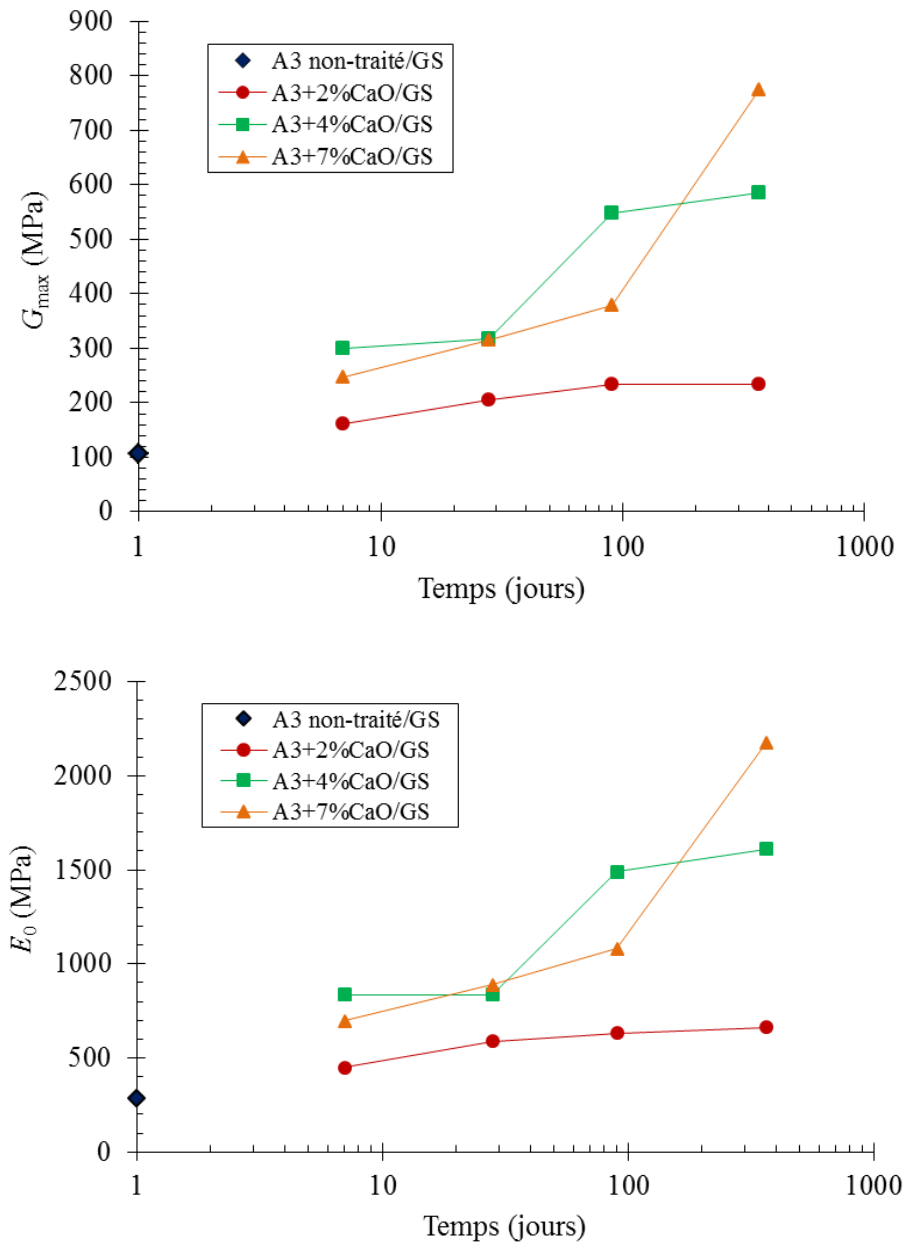 900
800
700
600
500
400
300
200
100
0
G max (MPa)
A3 non-traité/GS
A3+2%CaO/GS
A3+4%CaO/GS
A3+7%CaO/GS
1 10 100 1000
Temps (jours)
2500
2000
1500
1000
500
0
E0 (MPa)
A3 non-traité/GS
A3+2%CaO/GS
A3+4%CaO/GS
A3+7%CaO/GS
1 10 100 1000
Temps (jours)